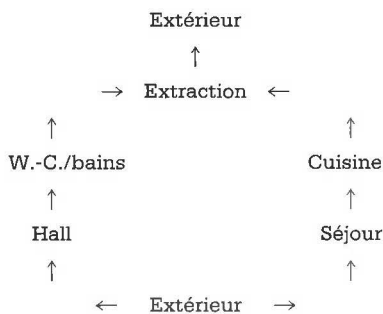 Extérieur
↑
→ Extraction ←
↑ ↑
W.-C./bains Cuisine
↑ ↑
Hall Séjour
↑ ↑
← Extérieur →